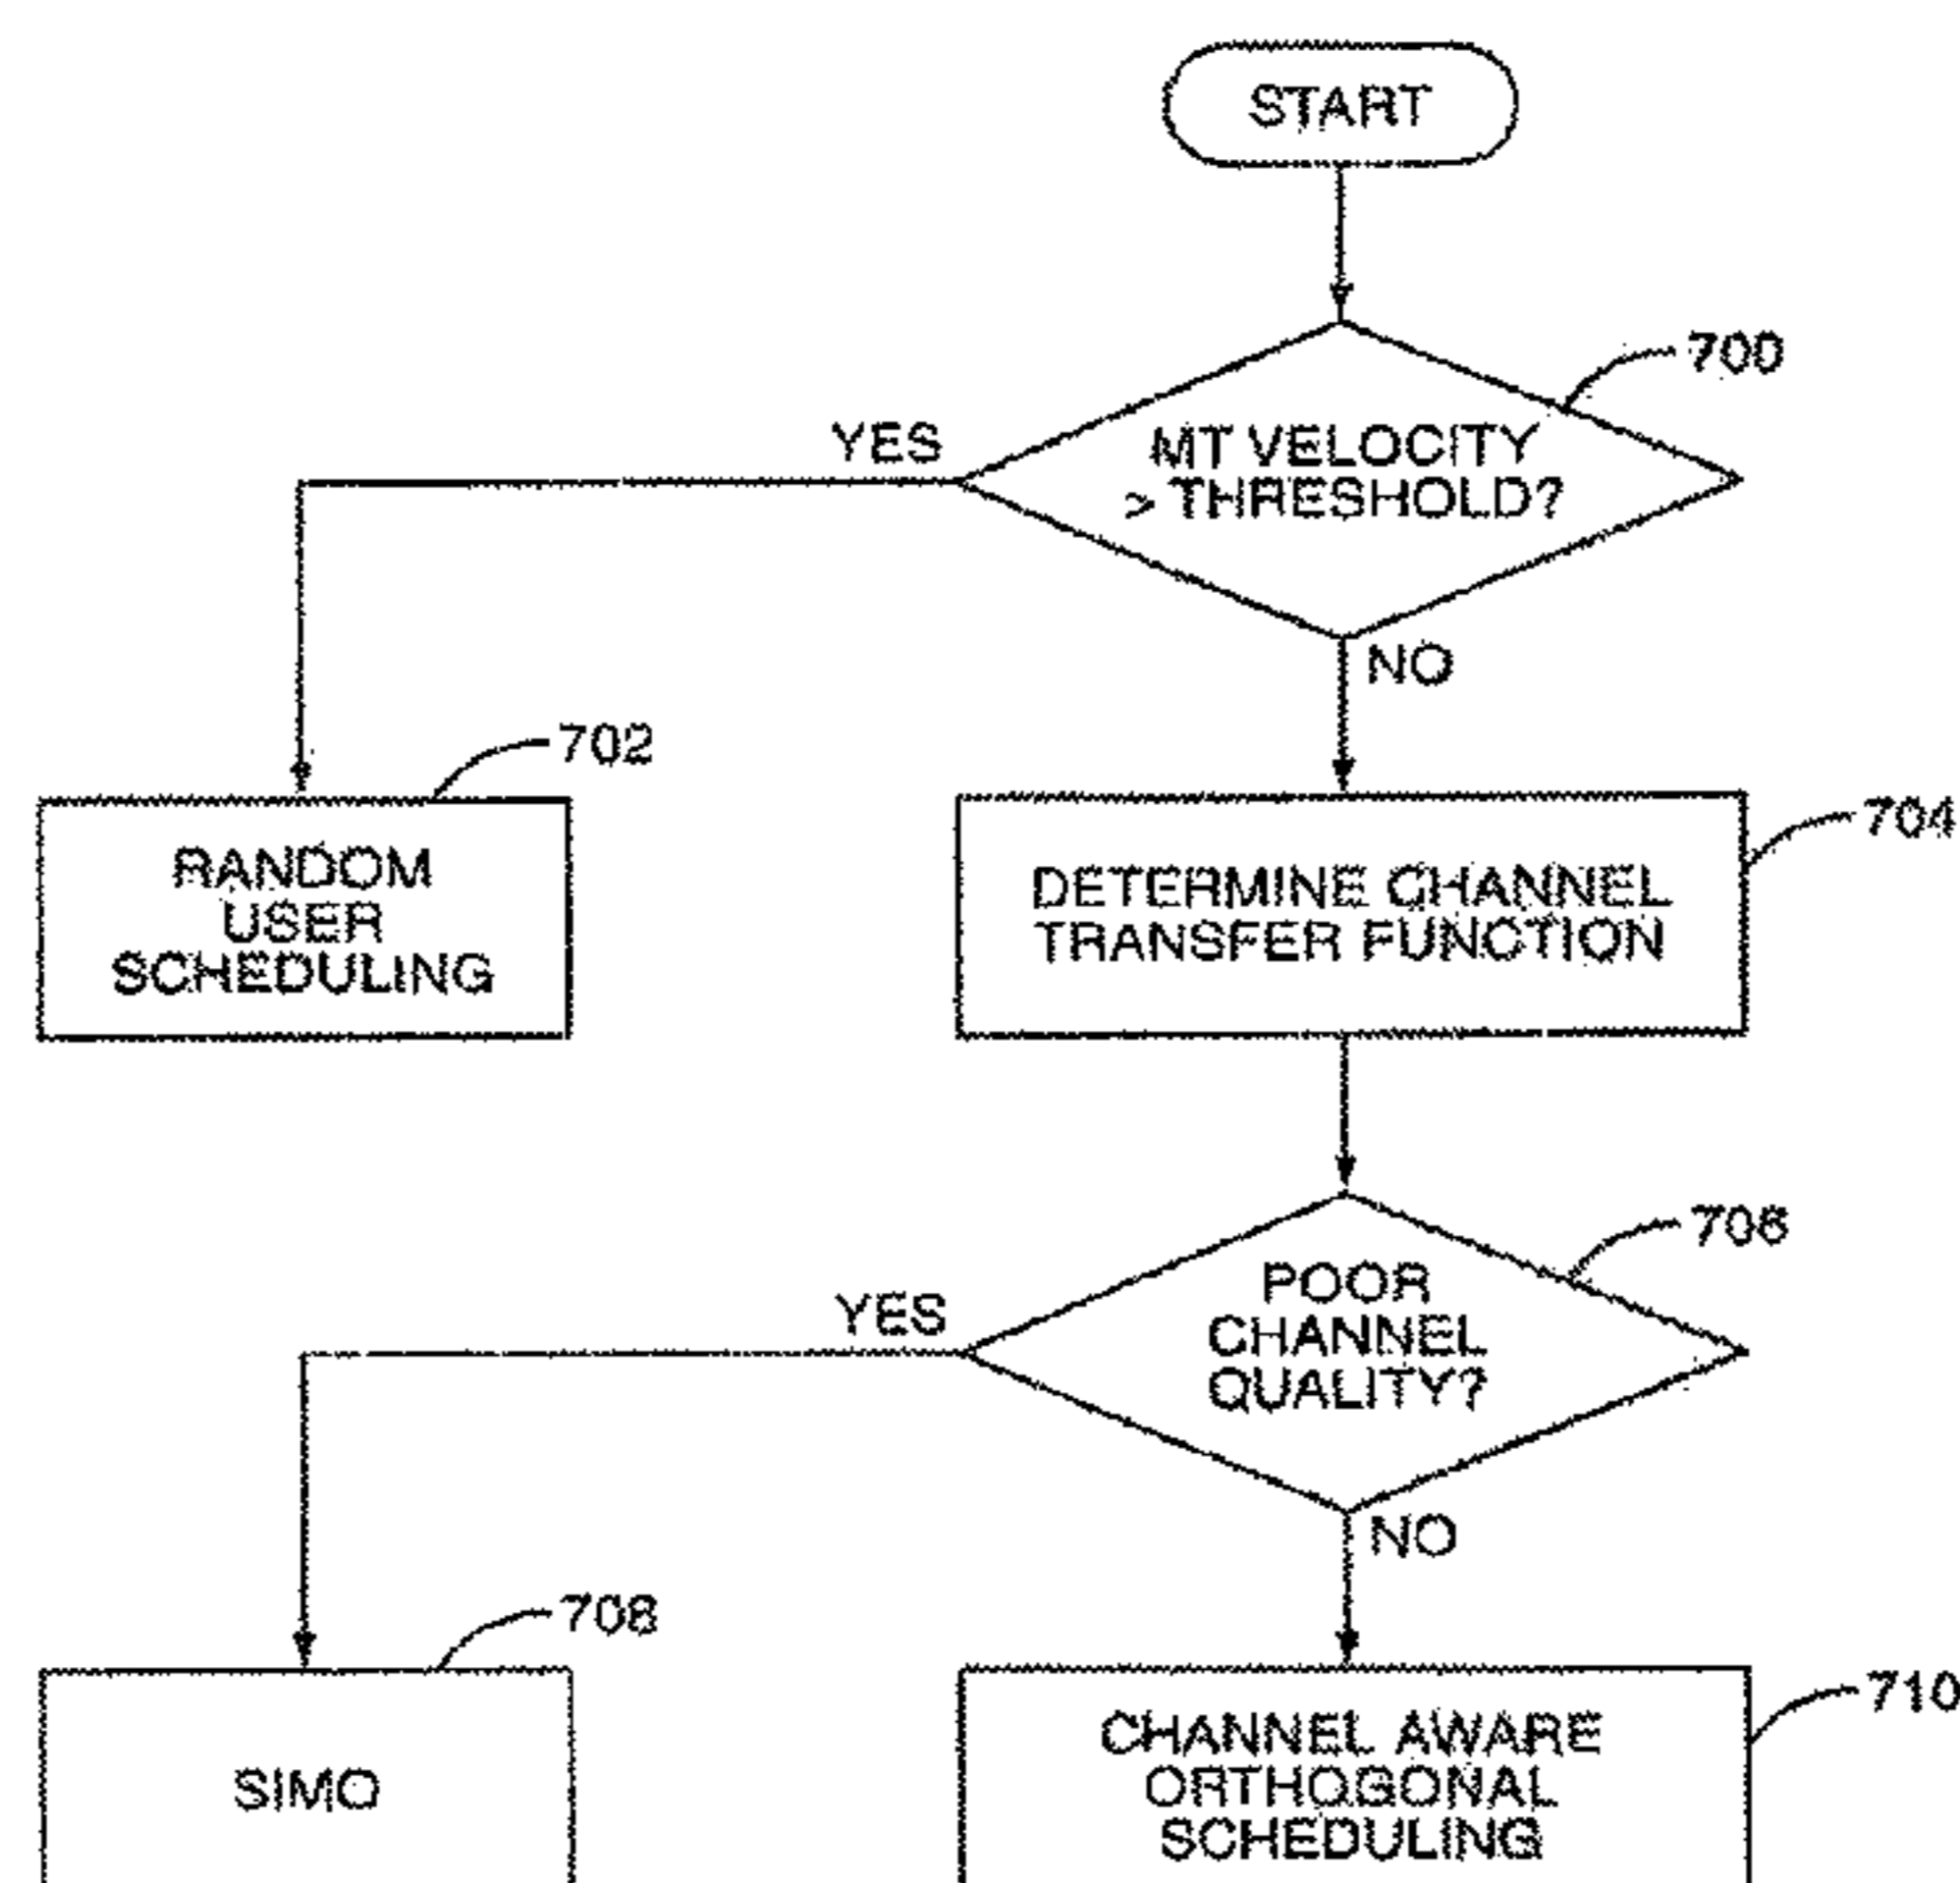 START
700
MT VELOCITY
> THRESHOLD?
YES
NO
702
RANDOM
USER
SCHEDULING
704
DETERMINE CHANNEL
TRANSFER FUNCTION
706
POOR
CHANNEL
QUALITY?
YES
NO
708
SIMO
710
CHANNEL AWARE
ORTHOGONAL
SCHEDULING